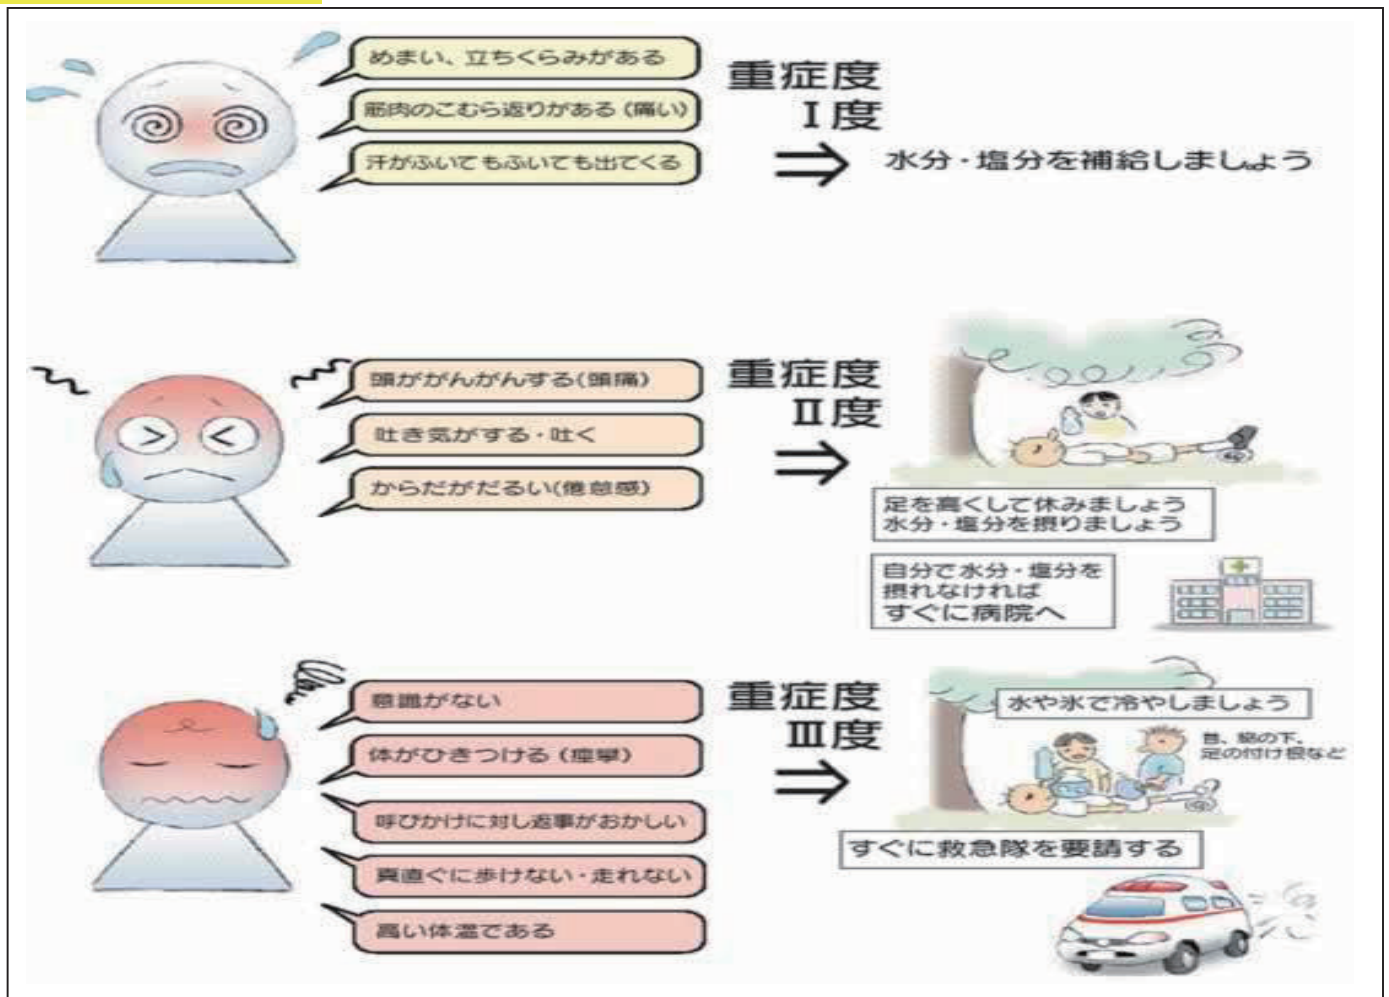 めまい、立ちくらみがある
筋肉のこむら返りがある（痛い）
汗がふいてもふいても出てくる
重症度
Ⅰ度
水分・塩分を補給しましょう
頭ががんがんする(頭痛)
吐き気がする・吐く
からだがだるい(倦怠感)
重症度
Ⅱ度
足を高くして休みましょう
水分・塩分を摂りましょう
自分で水分・塩分を
摂れなければ
すぐに病院へ
意識がない
体がひきつける（痙攣）
呼びかけに対し返事がおかしい
真直ぐに歩けない・走れない
高い体温である
重症度
Ⅲ度
水や氷で冷やしましょう
、脇の下、
足の付け根など
すぐに救急隊を要請する